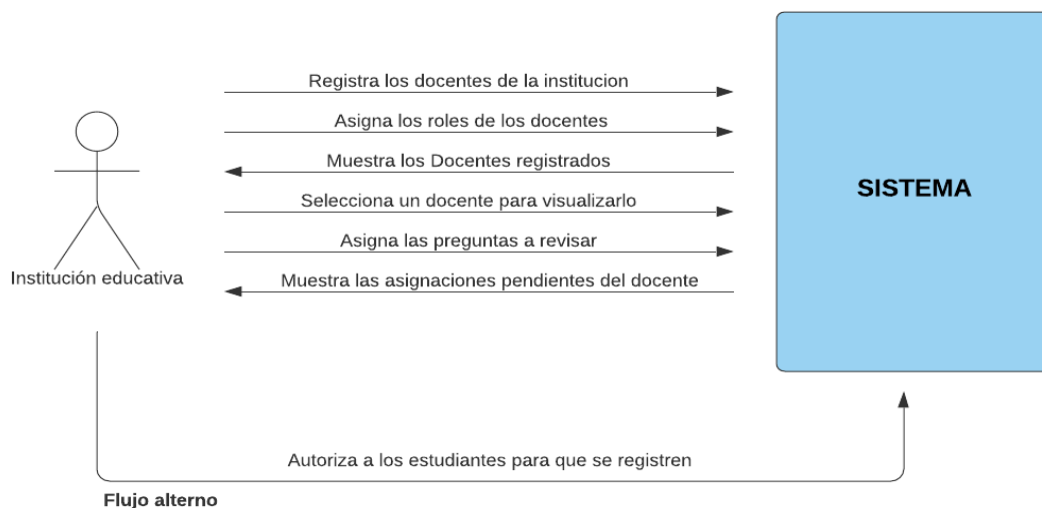 Registra los docentes de la institucion
Asigna los roles de los docentes
Muestra los Docentes registrados
SISTEMA
Selecciona un docente para visualizarlo
Asigna las preguntas a revisar
Institución educativa
Muestra las asignaciones pendientes del docente
Autoriza a los estudiantes para que se registren
Flujo alterno